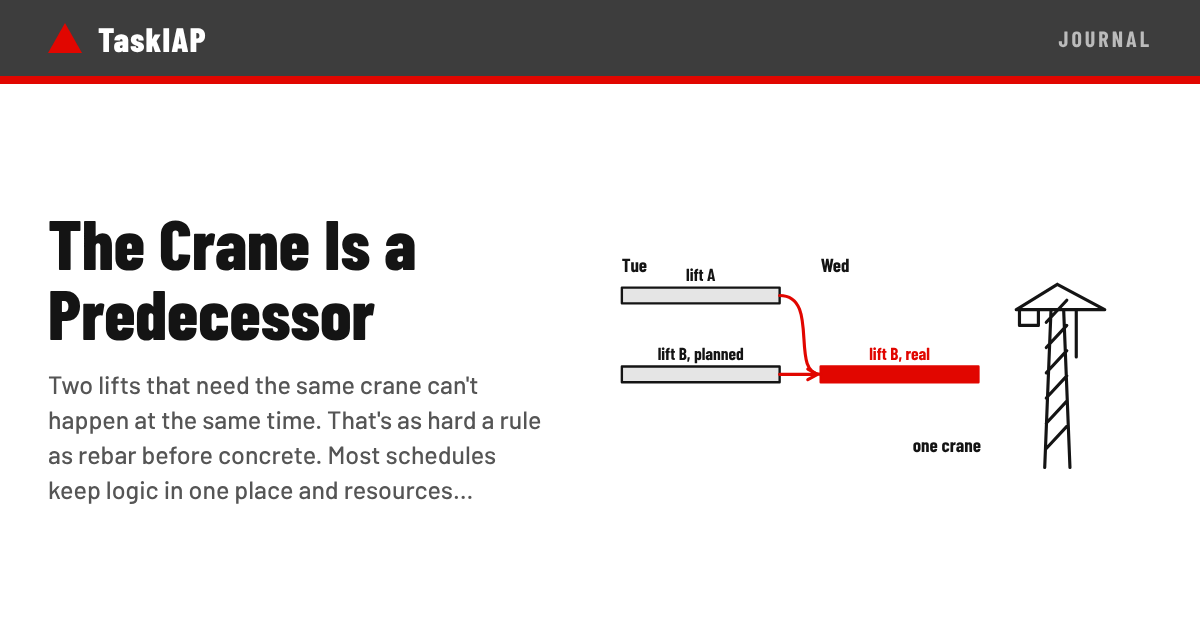 TaskIAP
JOURNAL
The Crane Is a
Predecessor
Two lifts that need the same crane can't
happen at the same time. That's as hard a rule
as rebar before concrete. Most schedules
keep logic in one place and resources...
Tue
Wed
lift A
lift B, planned
lift B, real
one crane